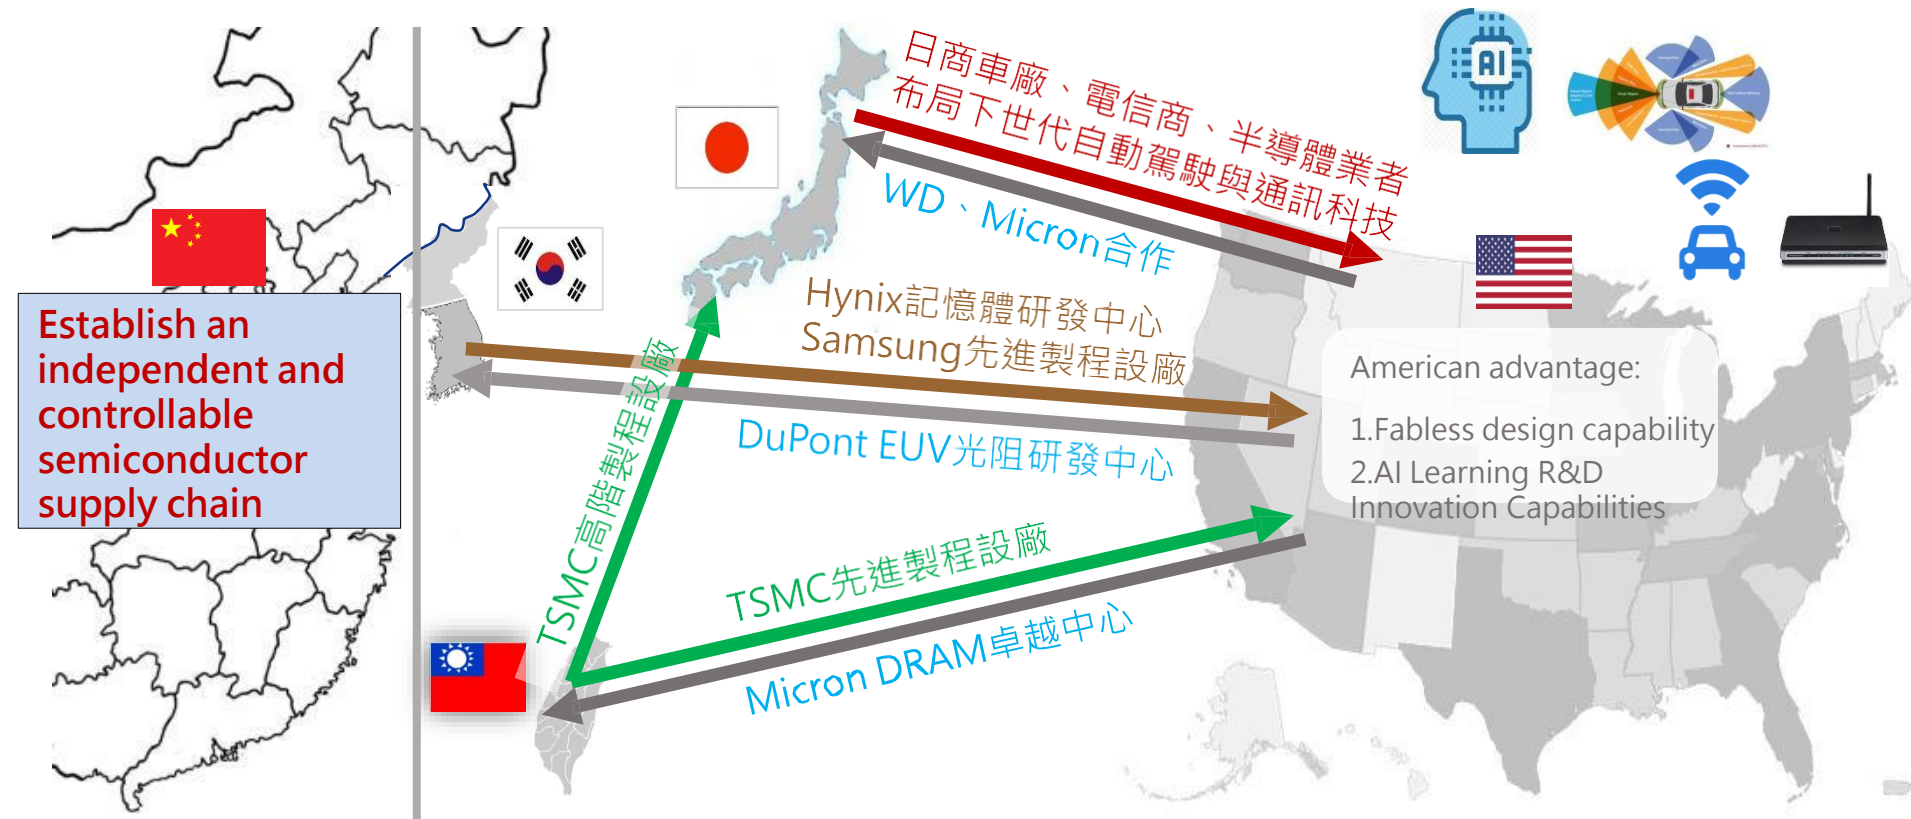 Establish an
independent and
controllable
semiconductor
supply chain
日商車廠、電信商、半導體業者
布局下世代自動駕駛與通訊科技
WD、Micron合作
Hynix記憶體研發中心
Samsung先進製程設廠
DuPont EUV光阻研發中心
TSMC高階製程設廠
TSMC先進製程設廠
Micron DRAM卓越中心
AI
American advantage:
1.Fabless design capability
2.AI Learning R&D
Innovation Capabilities